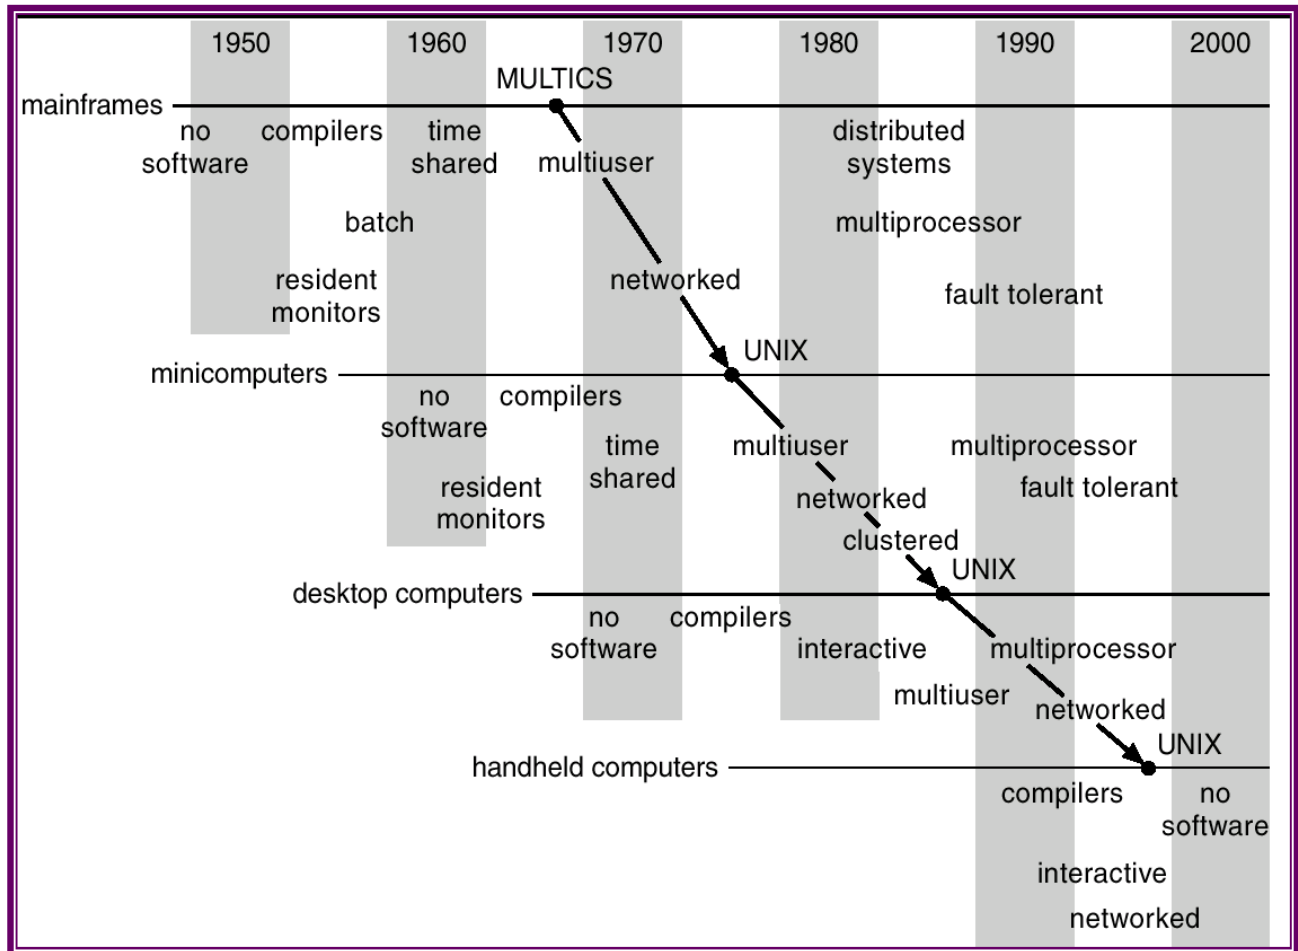 1950 1960 1970 1980 1990 2000
MULTICS
mainframes
no compilers time distributed
software shared multiuser systems
batch multiprocessor
resident networked
monitors fault tolerant
UNIX
minicomputers
no compilers
software
time multiuser multiprocessor
shared
resident networked fault tolerant
monitors
clustered
UNIX
desktop computers
no compilers
software interactive multiprocessor
multiuser
networked
UNIX
handheld computers
compilers no
software
interactive
networked